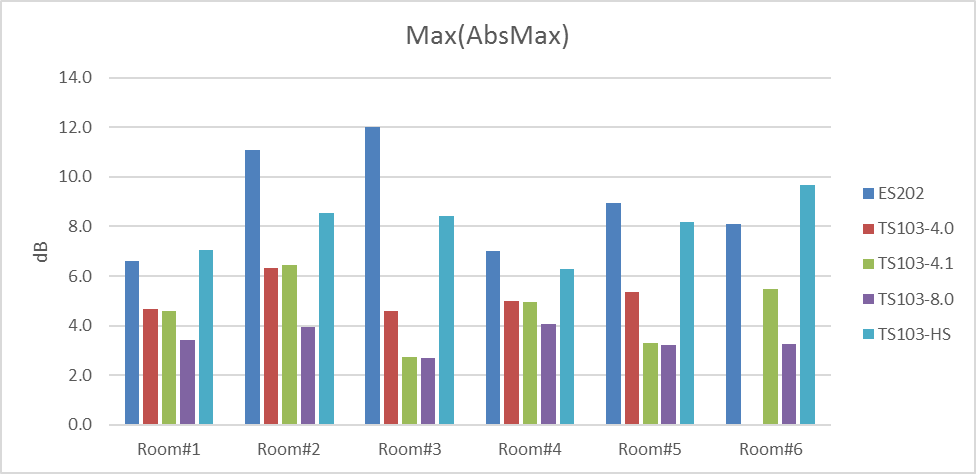 Max(AbsMax)
14.0
12.0
10.0
8.0
6.0
4.0
2.0
0.0
dB
Room#1 Room#2 Room#3 Room#4 Room#5 Room#6
ES202
TS103-4.0
TS103-4.1
TS103-8.0
TS103-HS